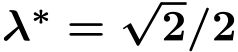 λ* = √2/2